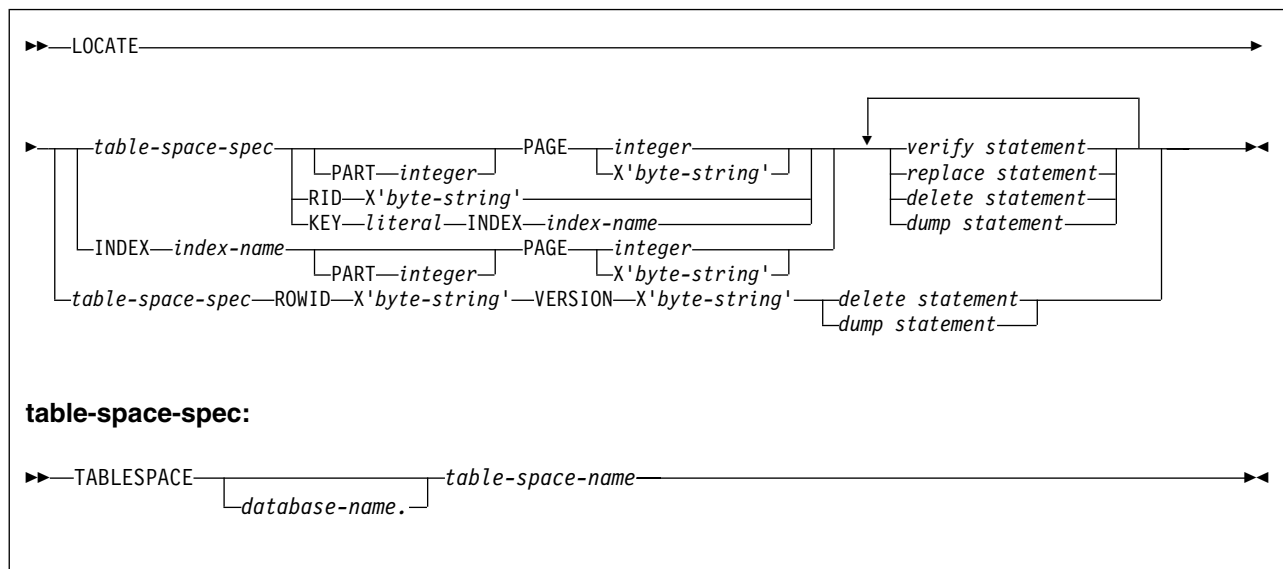 LOCATE
table-space-spec PAGE integer verify statement
PART integer X'byte-string' replace statement
RID X'byte-string' delete statement
KEY literal INDEX index-name dump statement
INDEX index-name PAGE integer
PART integer X'byte-string'
table-space-spec ROWID X'byte-string' VERSION X'byte-string' delete statement
dump statement
table-space-spec:
TABLESPACE table-space-name
database-name.